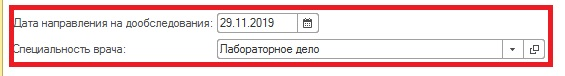 Дата направления на дообследования: 29.11.2019
Специальность врача: Лабораторное дело